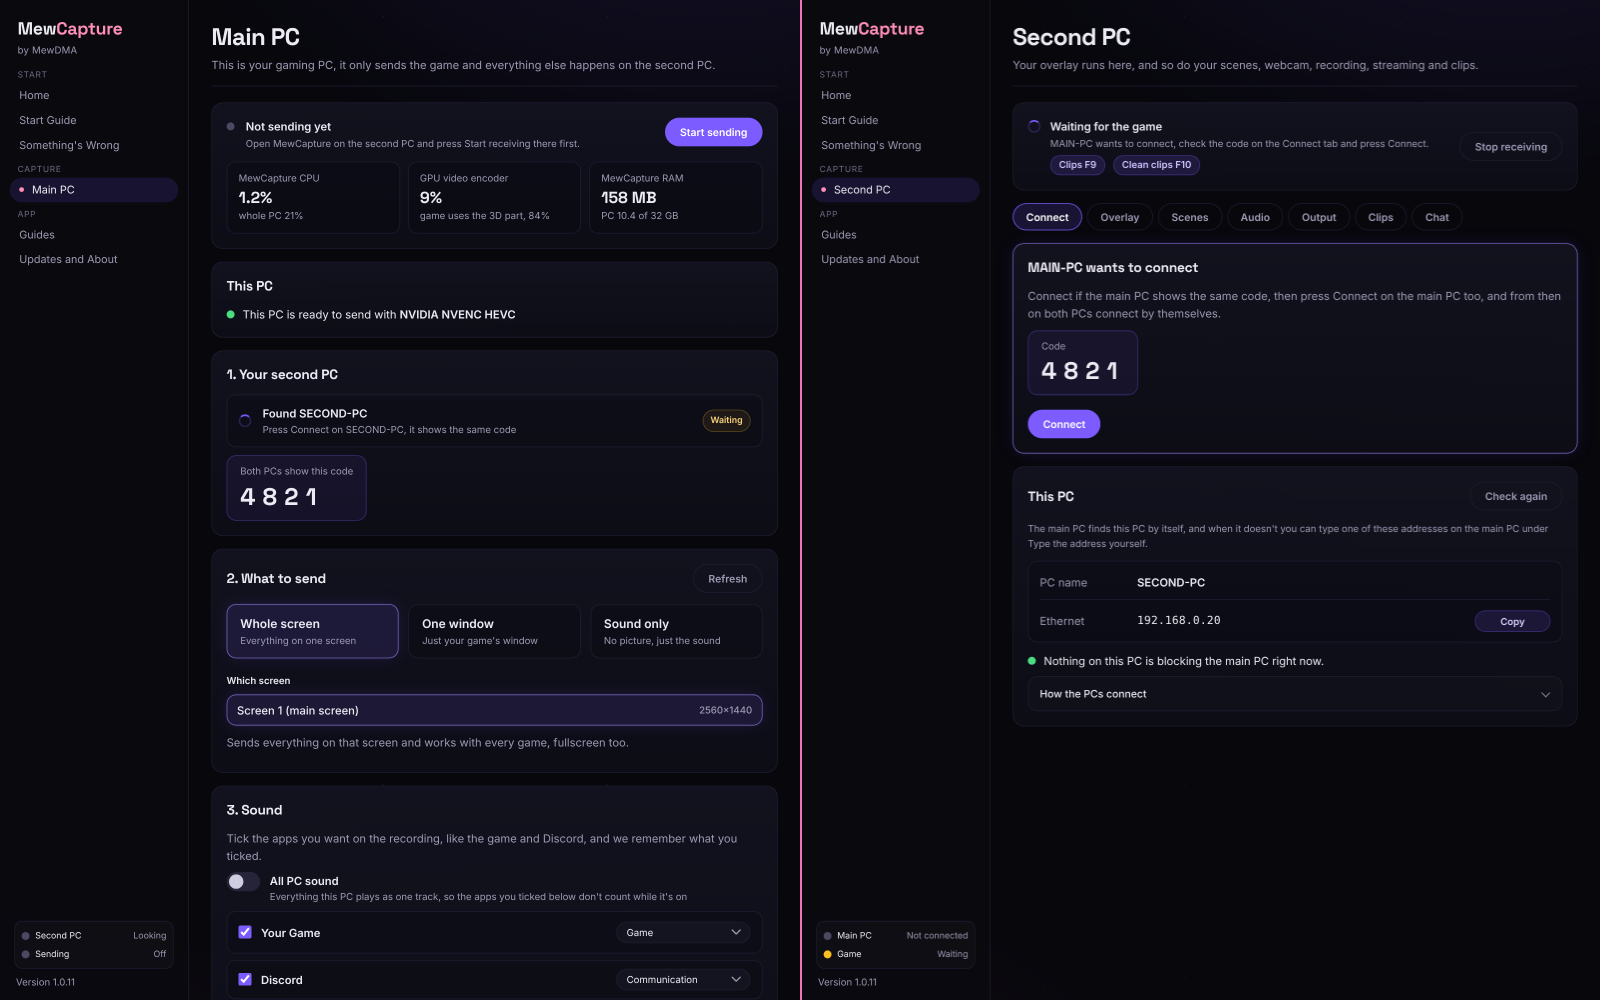 MewCapture
by MewDMA
START
Home
Start Guide
Something's Wrong
CAPTURE
Main PC
APP
Guides
Updates and About
Second PC Looking
Sending Off
Version 1.0.11
Main PC
This is your gaming PC, it only sends the game and everything else happens on the second PC.
Not sending yet
Open MewCapture on the second PC and press Start receiving there first.
Start sending
MewCapture CPU
1.2%
whole PC 21%
GPU video encoder
9%
game uses the 3D part, 84%
MewCapture RAM
158 MB
PC 10.4 of 32 GB
This PC
This PC is ready to send with NVIDIA NVENC HEVC
1. Your second PC
Found SECOND-PC
Press Connect on SECOND-PC, it shows the same code
Waiting
Both PCs show this code
4 8 2 1
2. What to send
Refresh
Whole screen
Everything on one screen
One window
Just your game's window
Sound only
No picture, just the sound
Which screen
Screen 1 (main screen) 2560×1440
Sends everything on that screen and works with every game, fullscreen too.
3. Sound
Tick the apps you want on the recording, like the game and Discord, and we remember what you
ticked.
All PC sound
Everything this PC plays as one track, so the apps you ticked below don't count while it's on
Your Game Game
Discord Communication
MewCapture
by MewDMA
START
Home
Start Guide
Something's Wrong
CAPTURE
Second PC
APP
Guides
Updates and About
Main PC Not connected
Game Waiting
Version 1.0.11
Second PC
Your overlay runs here, and so do your scenes, webcam, recording, streaming and clips.
Waiting for the game
MAIN-PC wants to connect, check the code on the Connect tab and press Connect.
Clips F9 Clean clips F10
Stop receiving
Connect Overlay Scenes Audio Output Clips Chat
MAIN-PC wants to connect
Connect if the main PC shows the same code, then press Connect on the main PC too, and from then
on both PCs connect by themselves.
Code
4 8 2 1
Connect
This PC
Check again
The main PC finds this PC by itself, and when it doesn't you can type one of these addresses on the main PC under
Type the address yourself.
PC name SECOND-PC
Ethernet 192.168.0.20 Copy
Nothing on this PC is blocking the main PC right now.
How the PCs connect